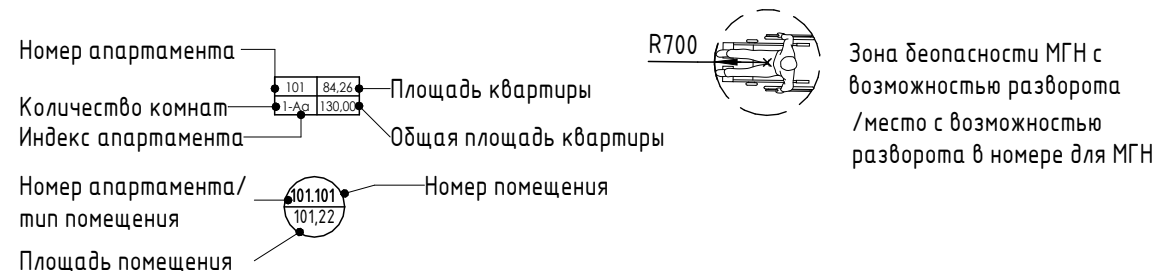 Номер апартамента
Количество комнат
Индекс апартамента
101 84,26
1-Аа 130,00
Площадь квартиры
Общая площадь квартиры
Номер апартамента/
тип помещения
101.101
101,22
Номер помещения
Площадь помещения
R700
Зона беопасности МГН с
возможностью разворота
/место с возможностью
разворота в номере для МГН